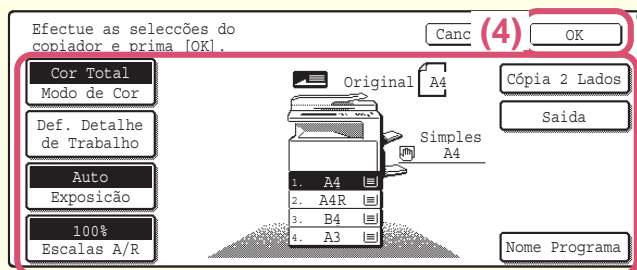 Efectue as selecções do
copiador e prima [OK].
Canc
(4)
OK
Cor Total
Modo de Cor
Def. Detalhe
de Trabalho
Auto
Exposicão
100%
Escalas A/R
Original
A4
Simples
A4
1. A4
2. A4R
3. B4
4. A3
Cópia 2 Lados
Saida
Nome Programa